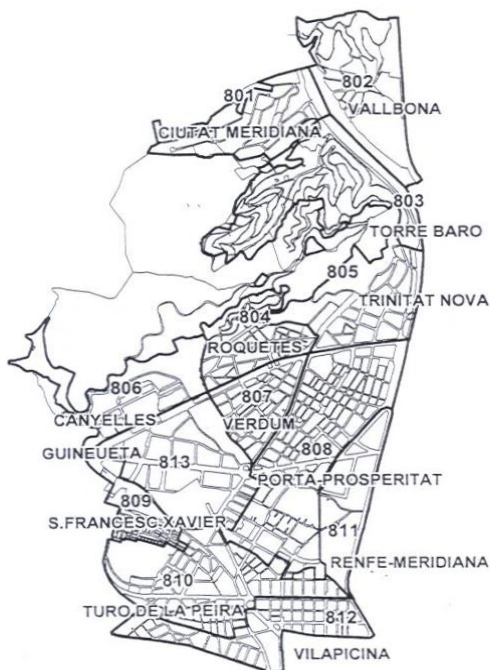 802
801
VALLBONA
CIUTAT MERIDIANA
803
TORRE BARO
805
TRINITAT NOVA
804
ROQUETES
806
807
CANYELLES
VERDUM
GUINEUETA
808
813
PORTA-PROSPERITAT
809
S.FRANCESC.XAVIER
811
RENFE-MERIDIANA
810
TURO DE LA PEIRA
812
VILAPICINA